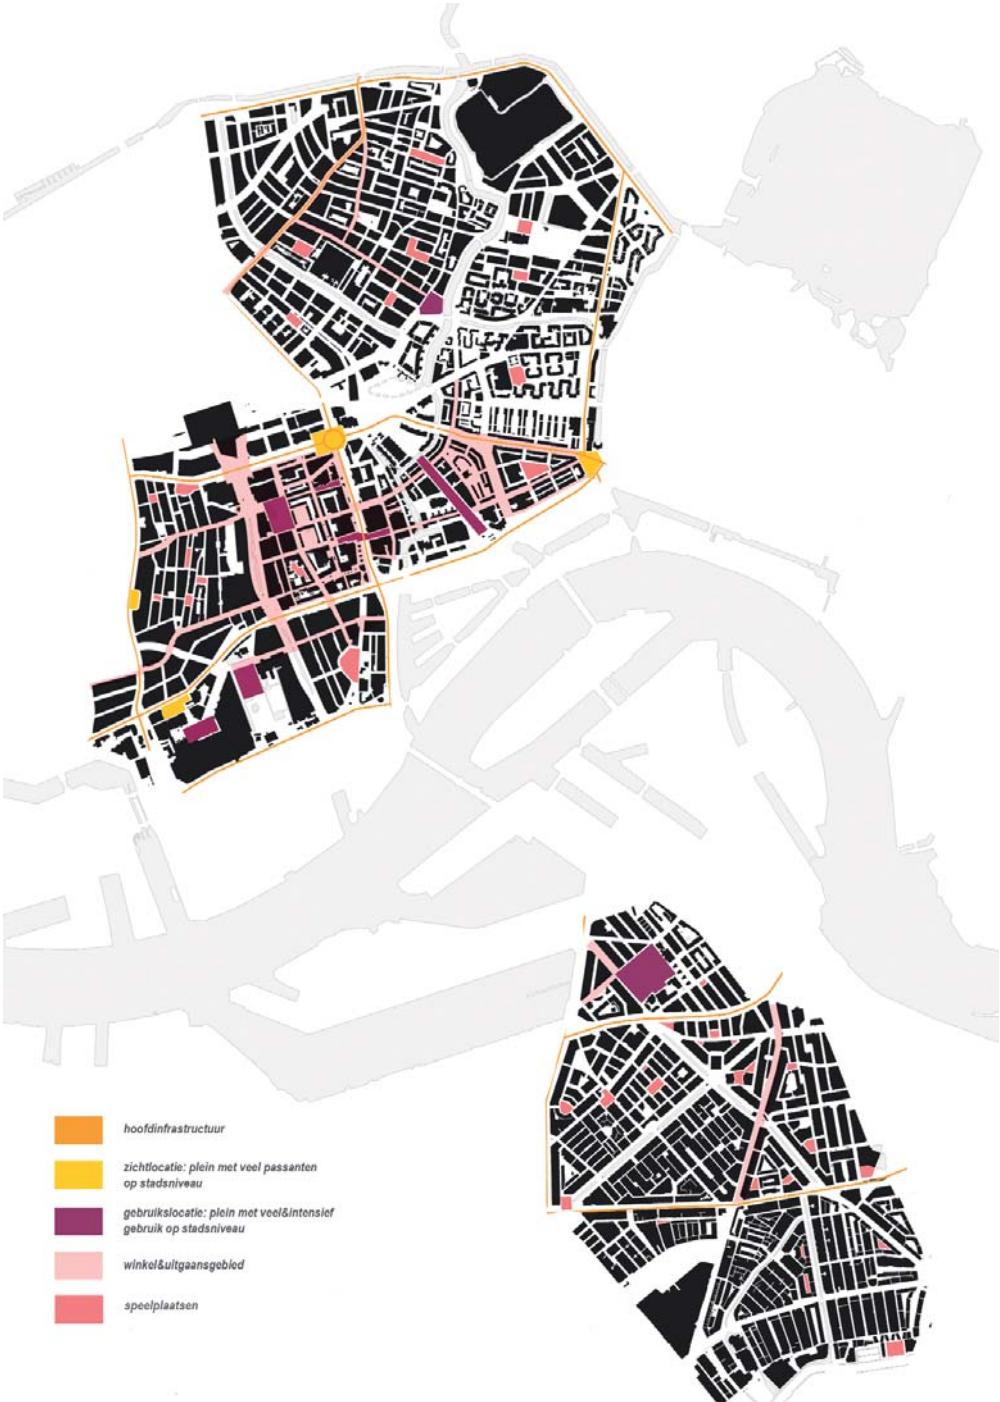 hoofdinfrastructuur
zichtlocatie: plein met veel passanten
op stadsniveau
gebruikslocatie: plein met veel&intensief
gebruik op stadsniveau
winkel&uitgaansgebied
speelplaatsen